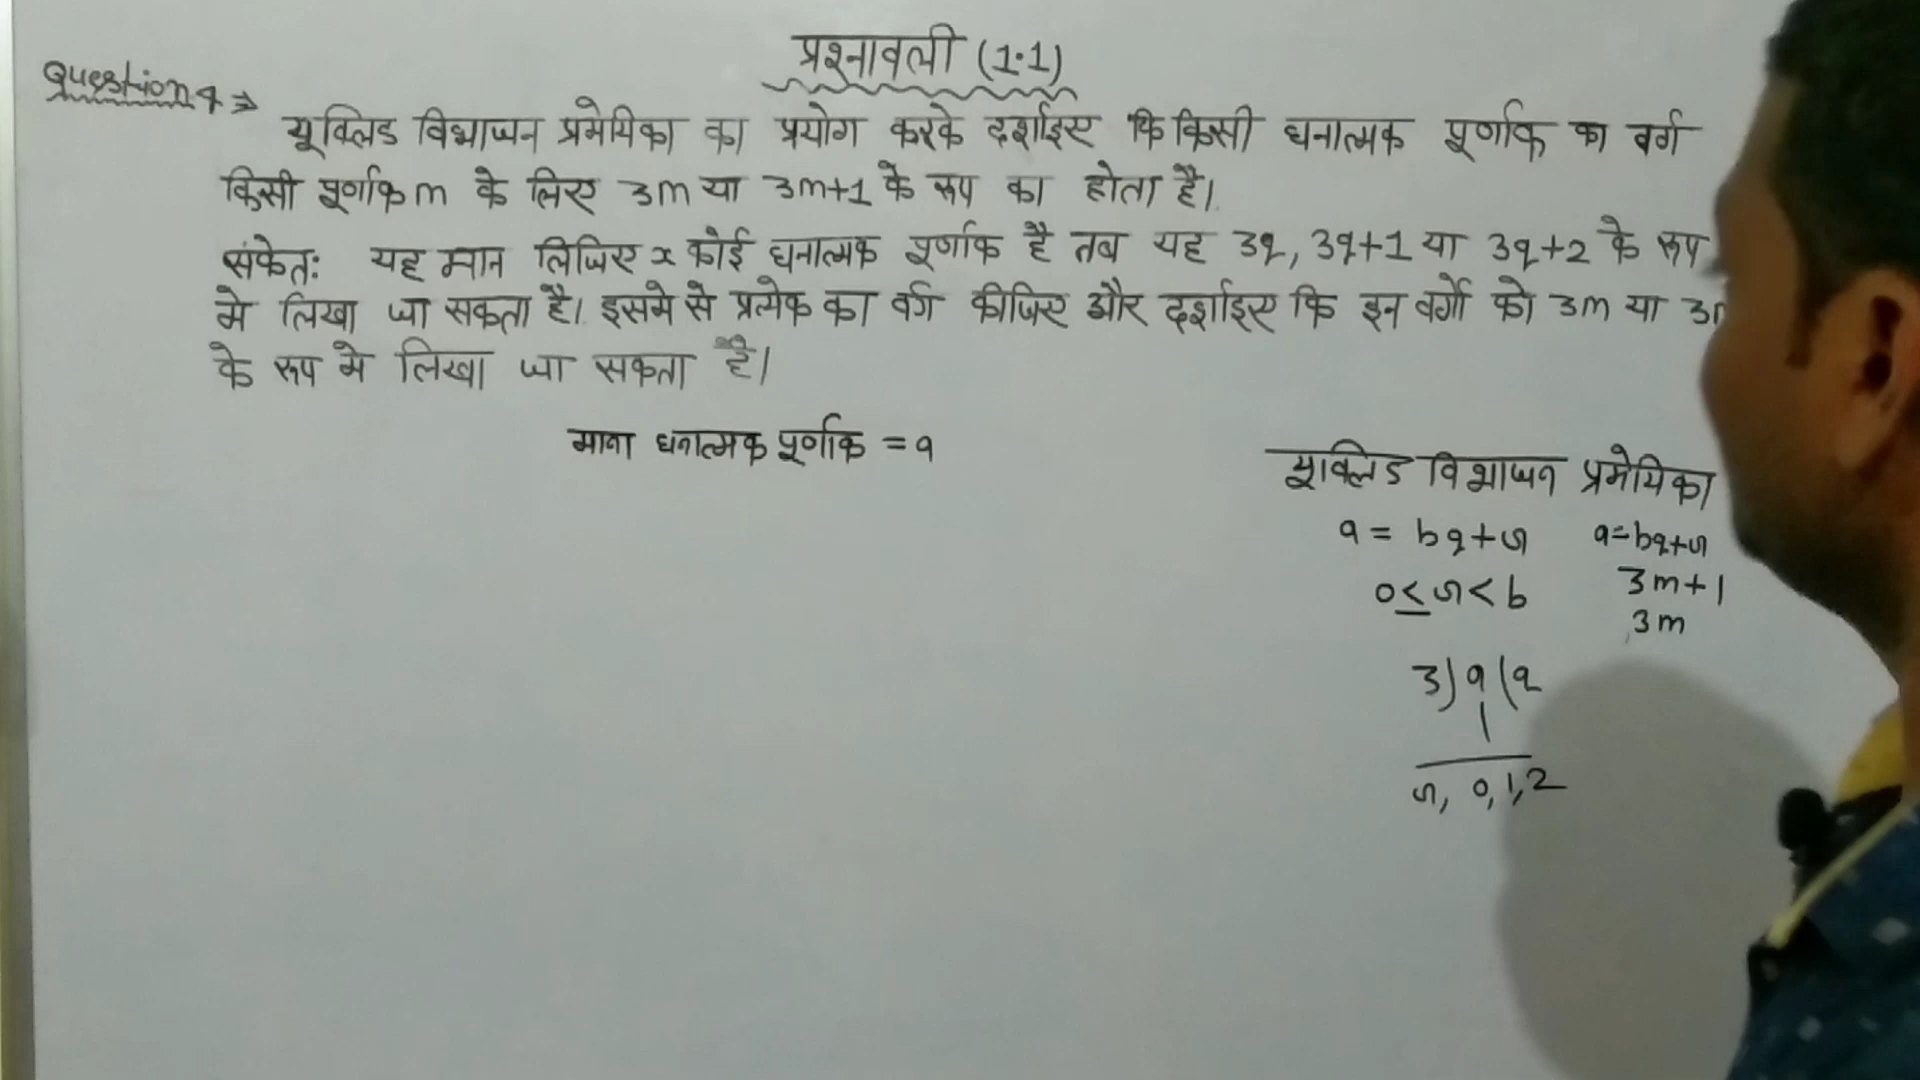 प्रश्नावली (1.1)
Question 4 ⇒
यूक्लिड विभाजन प्रमेयिका का प्रयोग करके दर्शाइए कि किसी धनात्मक पूर्णांक का वर्ग
किसी पूर्णांक m के लिए 3m या 3m+1 के रूप का होता है।
संकेत: यह मान लिजिए x कोई धनात्मक पूर्णांक है तब यह 3q, 3q+1 या 3q+2 के रूप
मे लिखा जा सकता है। इसमे से प्रत्येक का वर्ग कीजिए और दर्शाइए कि इन वर्गो को 3m या
के रूप मे लिखा जा सकता है।
माना धनात्मक पूर्णांक = a
यूक्लिड विभाजन प्रमेयिका
a = bq+r a=bq+r
0≤r<b 3m+1
3m
3)a(q
r, 0,1,2